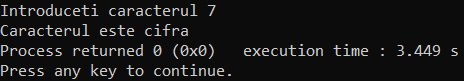 Introduceti caracterul 7
Caracterul este cifra
Process returned 0 (0x0)   execution time : 3.449 s
Press any key to continue.